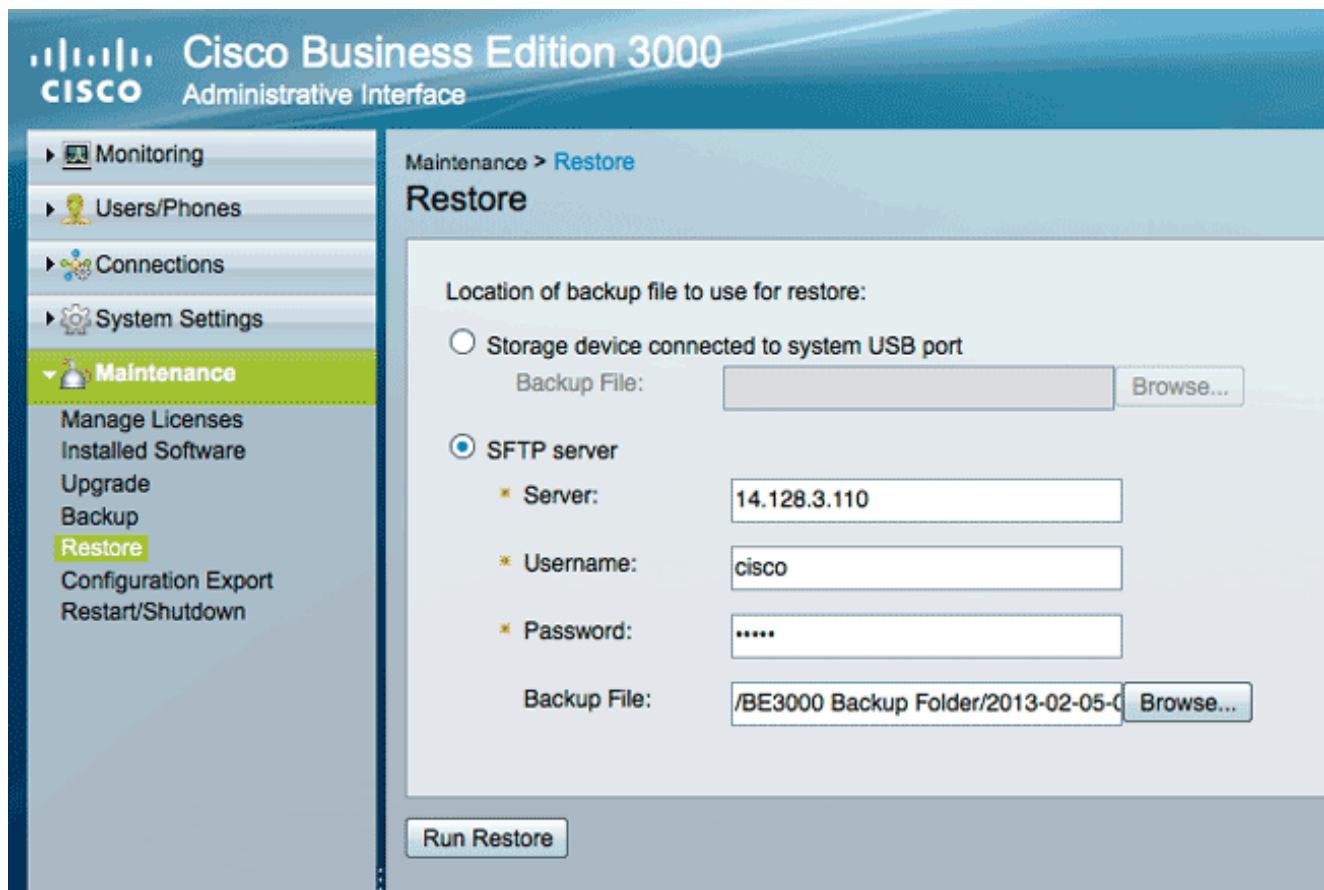 CISCO
Cisco Business Edition 3000
Administrative Interface
Monitoring
Users/Phones
Connections
System Settings
Maintenance
Manage Licenses
Installed Software
Upgrade
Backup
Restore
Configuration Export
Restart/Shutdown
Maintenance > Restore
Restore
Location of backup file to use for restore:
Storage device connected to system USB port
Backup File: Browse...
SFTP server
* Server: 14.128.3.110
* Username: cisco
* Password: •••••
Backup File: /BE3000 Backup Folder/2013-02-05- Browse...
Run Restore